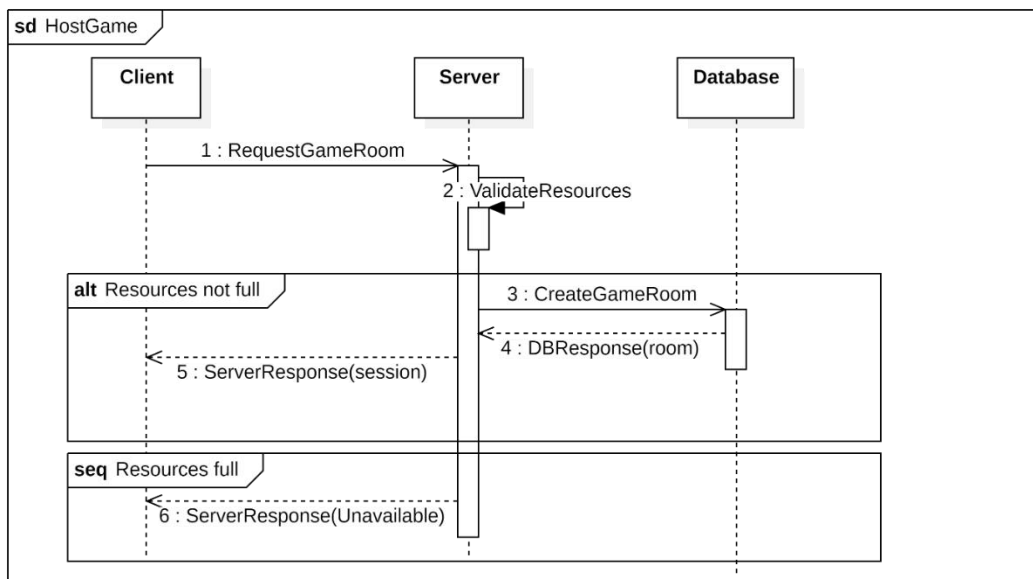 sd HostGame
Client
Server
Database
1 : RequestGameRoom
2 : ValidateResources
alt Resources not full
3 : CreateGameRoom
4 : DBResponse(room)
5 : ServerResponse(session)
seq Resources full
6 : ServerResponse(Unavailable)